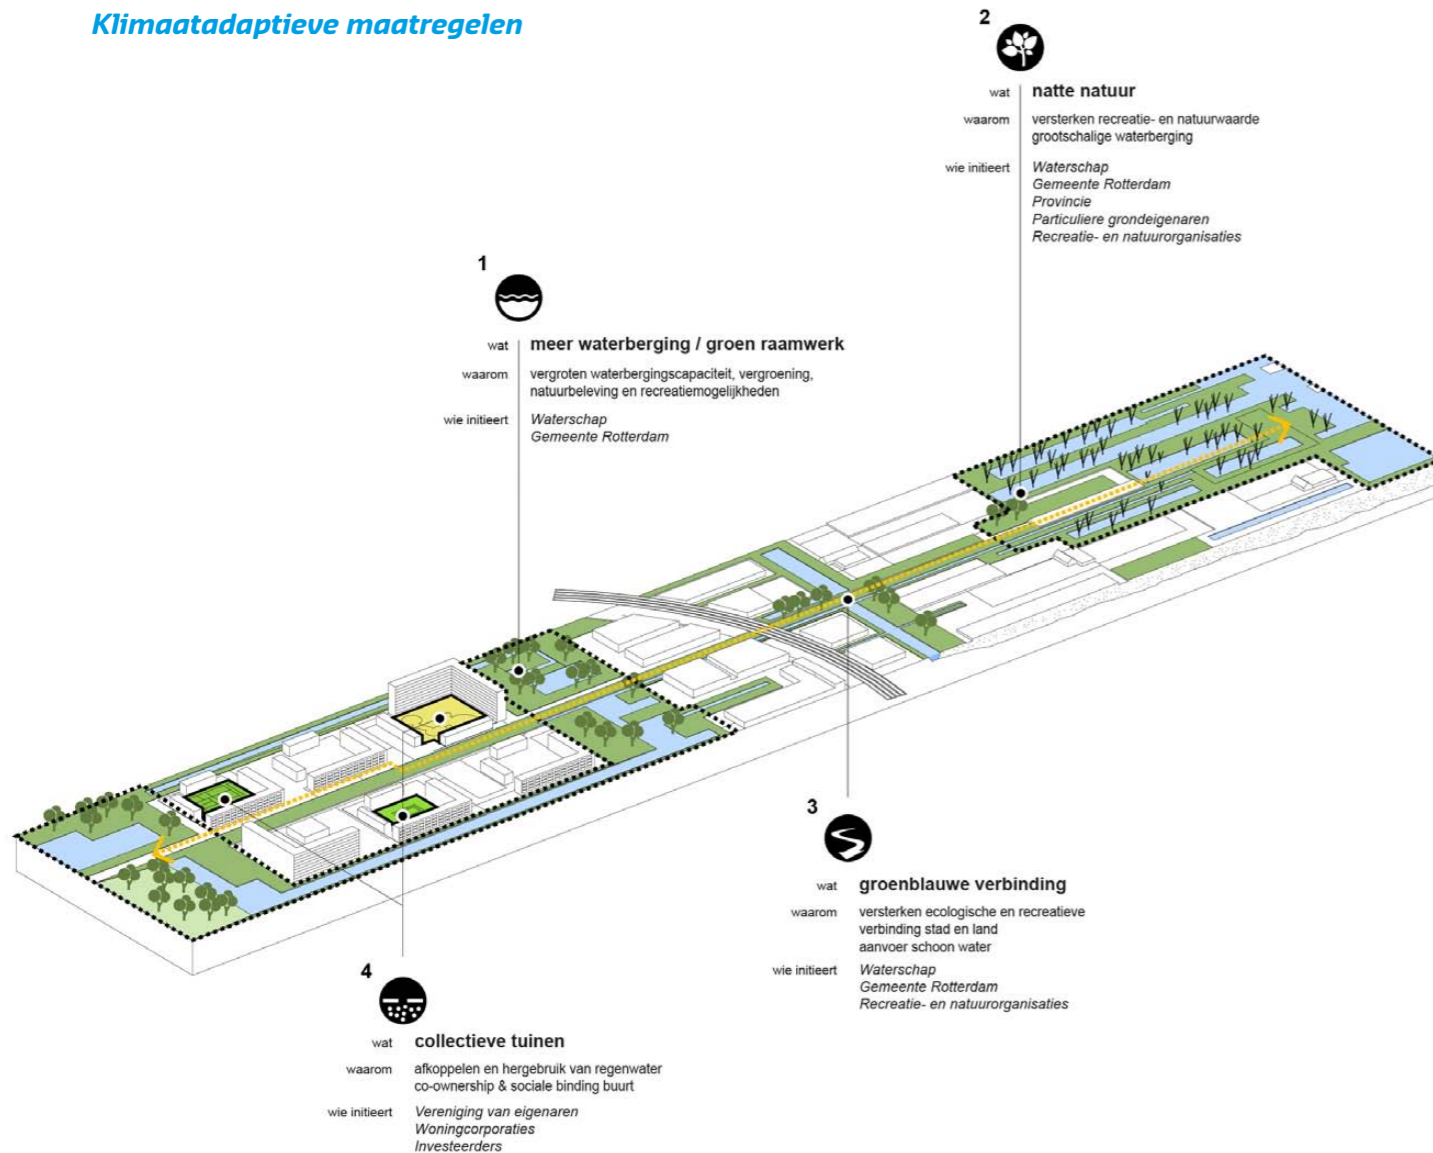 Klimaatadaptieve maatregelen
1
wat meer waterberging / groen raamwerk
waarom vergroten waterbergingscapaciteit, vergroening,
natuurbeleving en recreatiemogelijkheden
wie initieert Waterschap
Gemeente Rotterdam
2
wat natte natuur
waarom versterken recreatie- en natuurwaarde
grootschalige waterberging
wie initieert Waterschap
Gemeente Rotterdam
Provincie
Particuliere grondeigenaren
Recreatie- en natuurorganisaties
3
wat groenblauwe verbinding
waarom versterken ecologische en recreatieve
verbinding stad en land
aanvoer schoon water
wie initieert Waterschap
Gemeente Rotterdam
Recreatie- en natuurorganisaties
4
wat collectieve tuinen
waarom afkoppelen en hergebruik van regenwater
co-ownership & sociale binding buurt
wie initieert Vereniging van eigenaren
Woningcorporaties
Investeerders